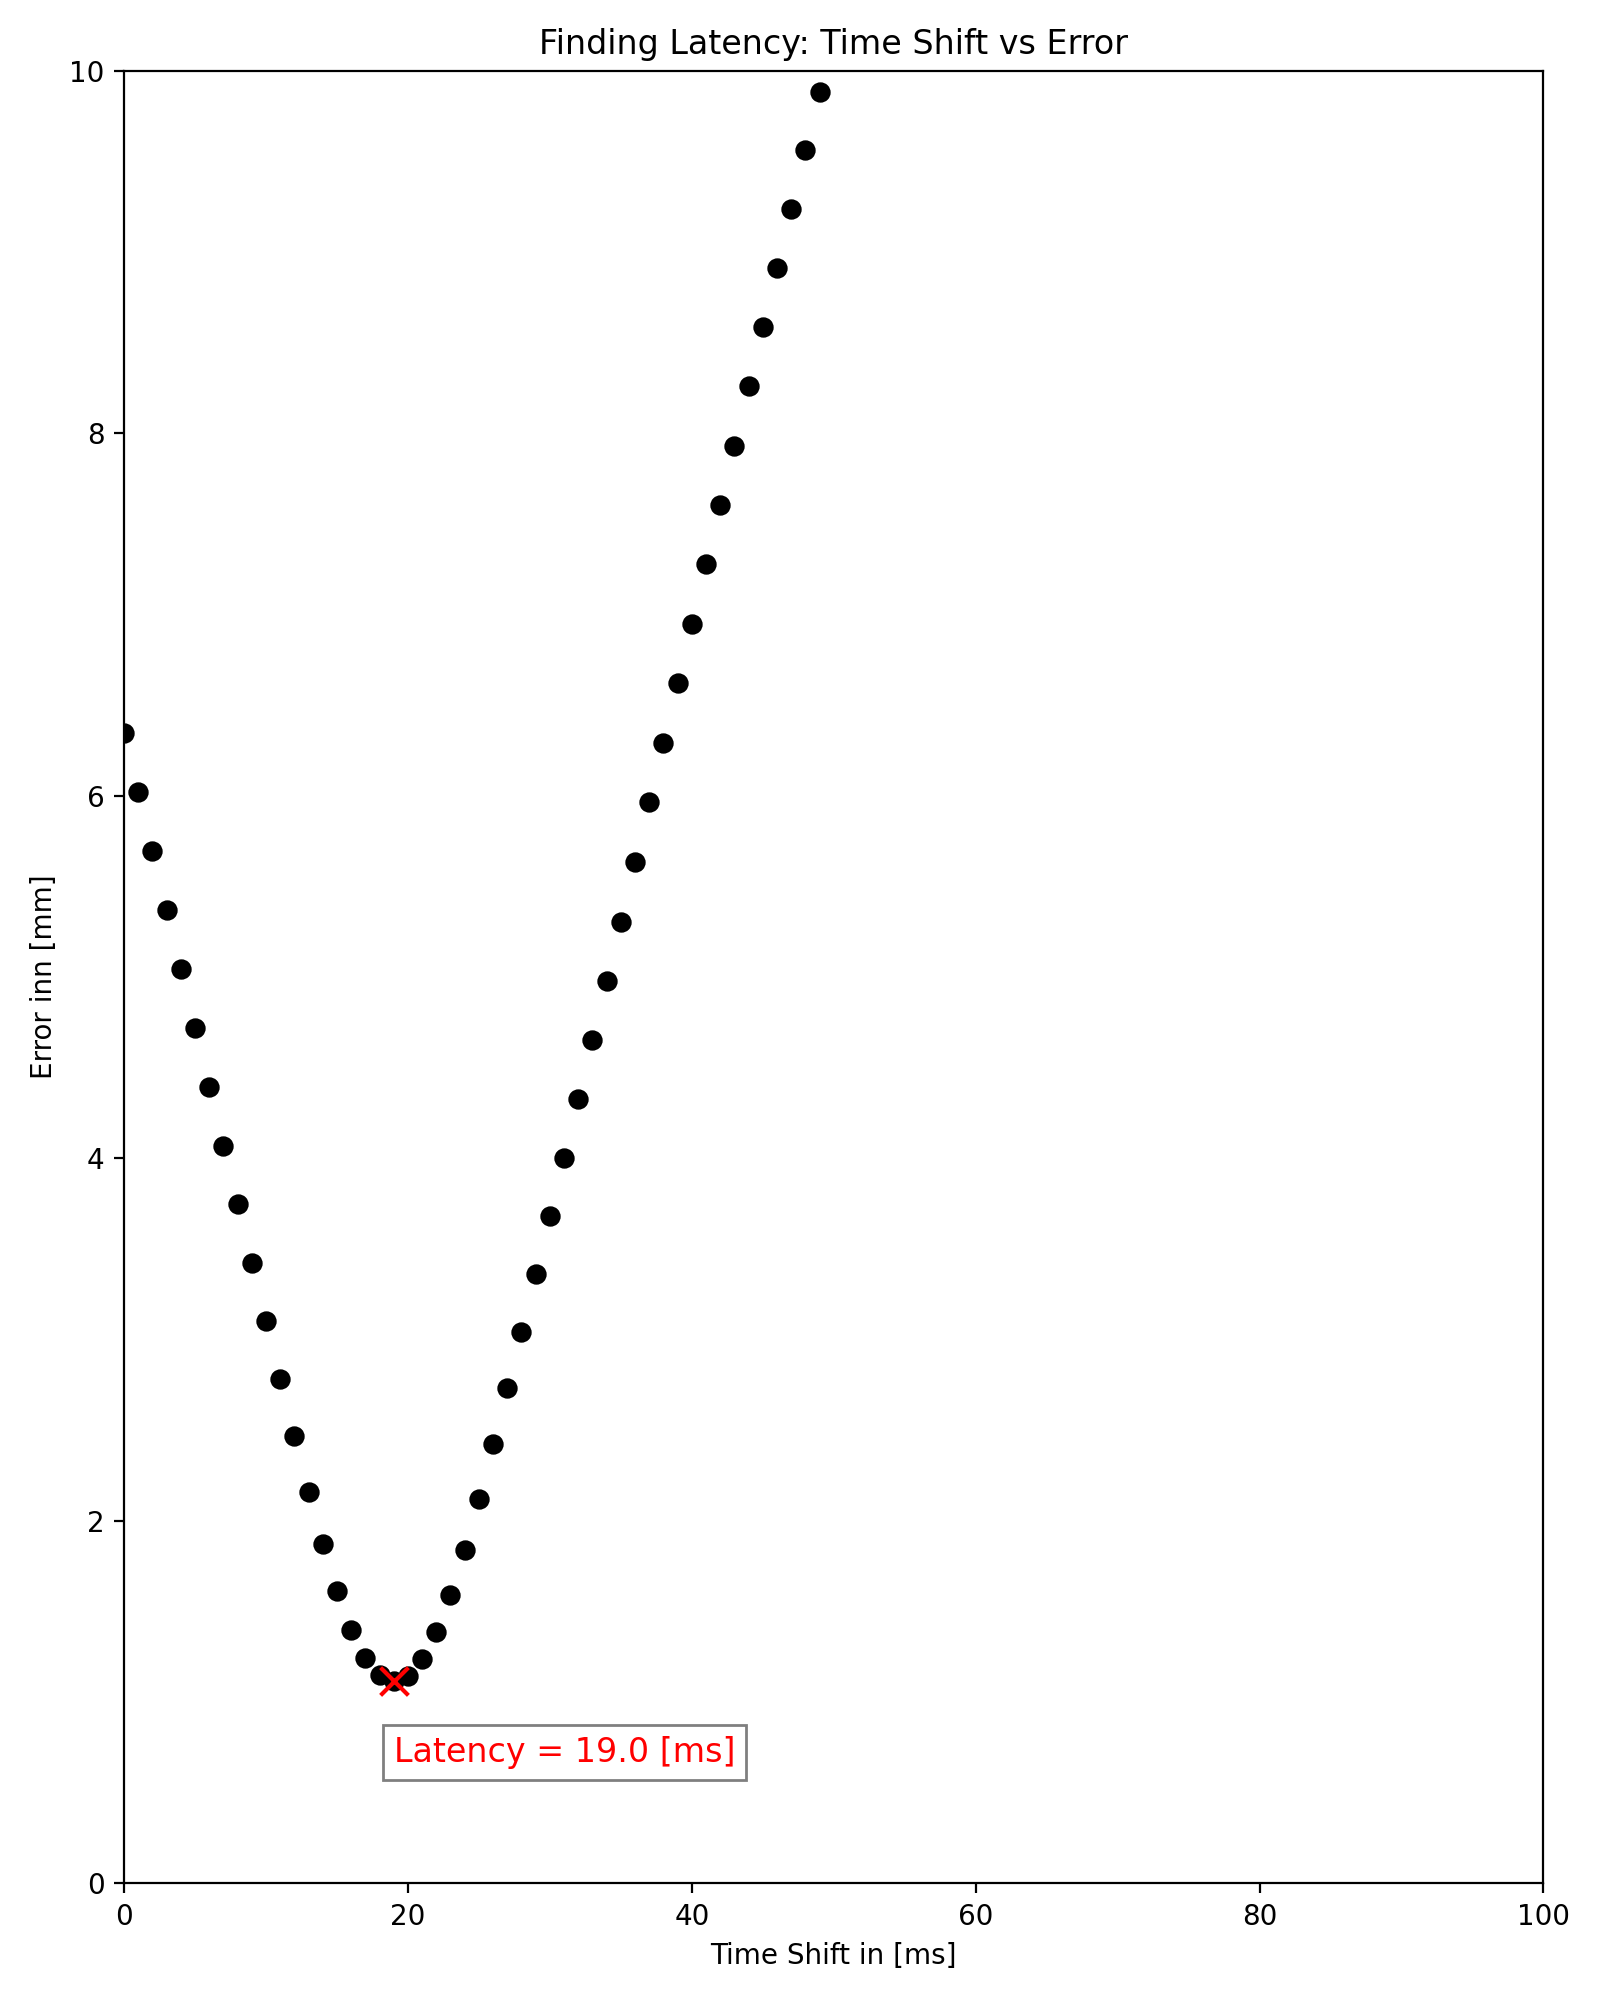 Finding Latency: Time Shift vs Error
10
8
6
4
2
0
Error inn [mm]
Latency = 19.0 [ms]
0 20 40 60 80 100
Time Shift in [ms]